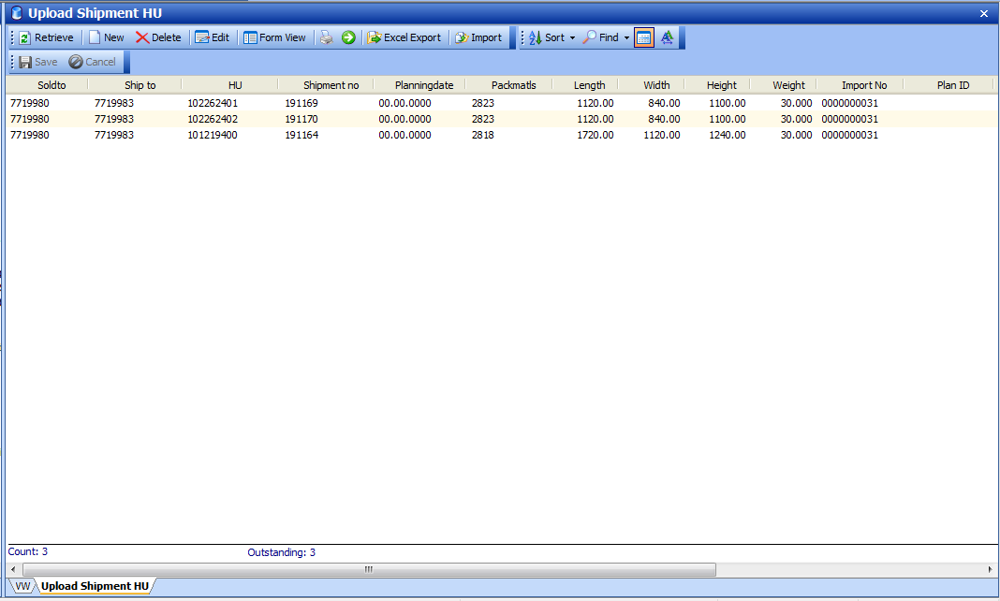 Upload Shipment HU
Retrieve New Delete Edit Form View Excel Export Import Sort Find
Save Cancel
Soldto Ship to HU Shipment no Planningdate Packmatls Length Width Height Weight Import No Plan ID
7719980 7719983 102262401 191169 00.00.0000 2823 1120.00 840.00 1100.00 30.000 0000000031
7719980 7719983 102262402 191170 00.00.0000 2823 1120.00 840.00 1100.00 30.000 0000000031
7719980 7719983 101219400 191164 00.00.0000 2818 1720.00 1120.00 1240.00 30.000 0000000031
Count: 3 Outstanding: 3
VW Upload Shipment HU